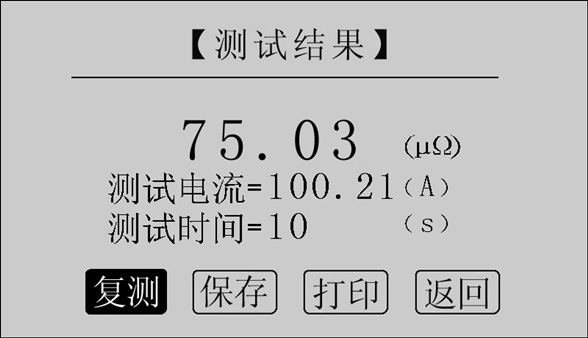 【测试结果】
75.03 (μΩ)
测试电流=100.21(A)
测试时间=10 (s)
复测 保存 打印 返回